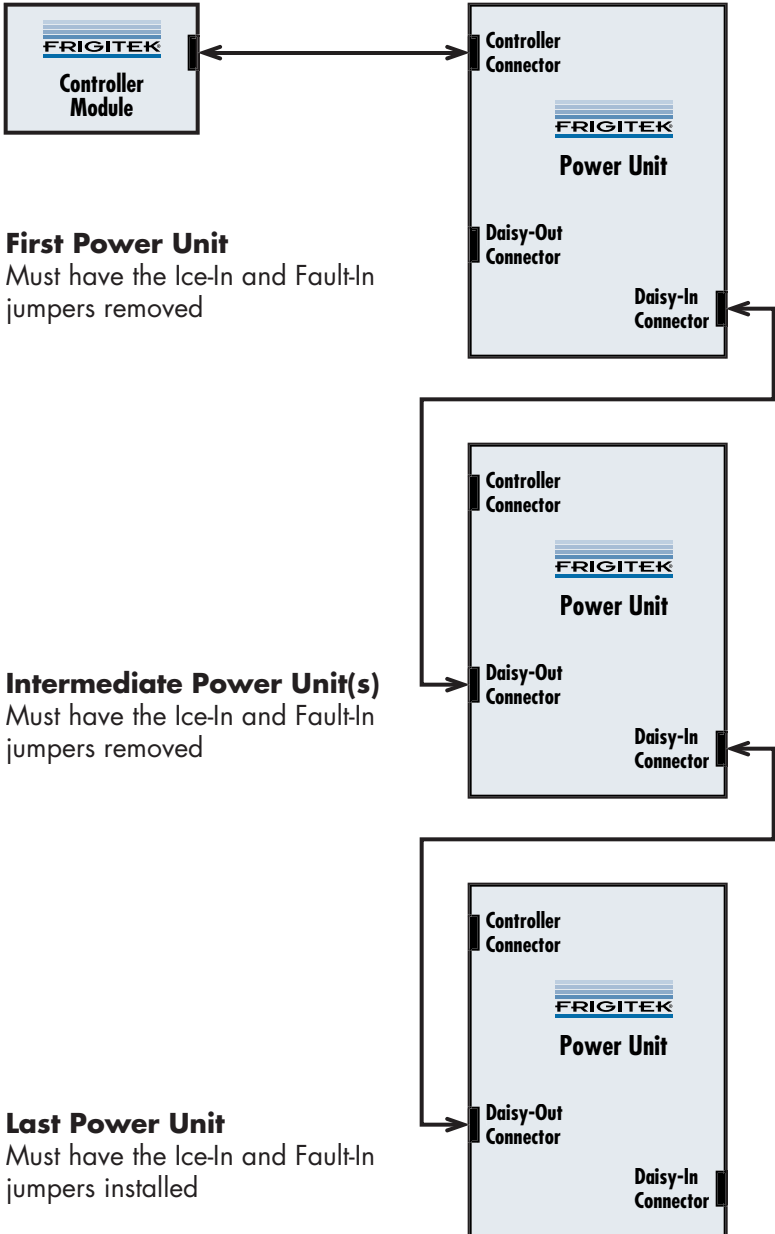 FRIGITEK®
Controller
Module
Controller
Connector
FRIGITEK®
Power Unit
Daisy-Out
Connector
Daisy-In
Connector
First Power Unit
Must have the Ice-In and Fault-In
jumpers removed
Controller
Connector
FRIGITEK®
Power Unit
Daisy-Out
Connector
Daisy-In
Connector
Intermediate Power Unit(s)
Must have the Ice-In and Fault-In
jumpers removed
Controller
Connector
FRIGITEK®
Power Unit
Daisy-Out
Connector
Daisy-In
Connector
Last Power Unit
Must have the Ice-In and Fault-In
jumpers installed